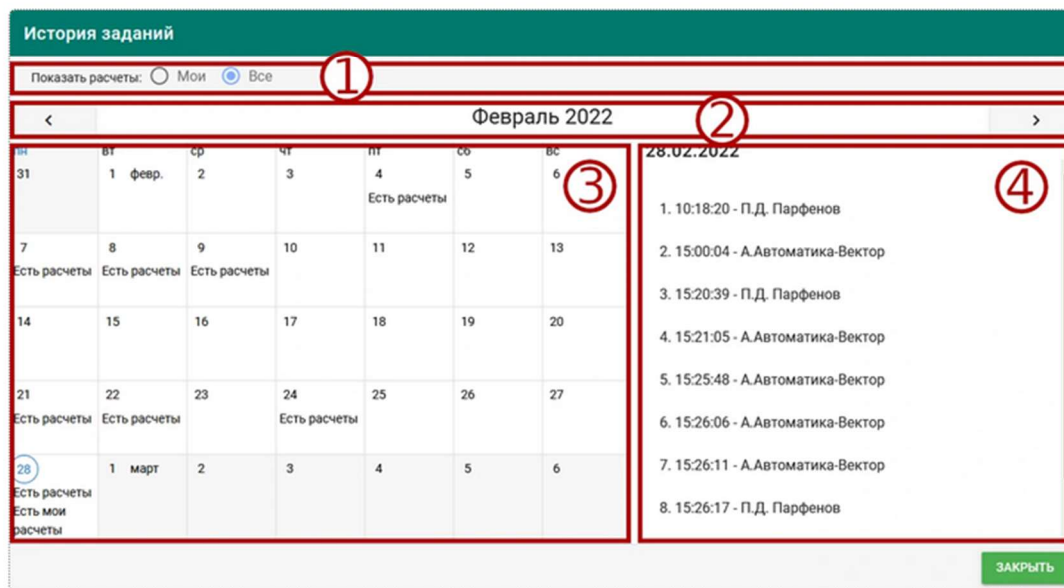 История заданий
Показать расчеты: Мои Все 1
< Февраль 2022 2 >
пн вт ср чт пт сб вс
31 1 февр. 2 3 4 5 6
Есть расчеты
3
7 8 9 10 11 12 13
Есть расчеты Есть расчеты Есть расчеты
14 15 16 17 18 19 20
21 22 23 24 25 26 27
Есть расчеты Есть расчеты Есть расчеты
28 1 март 2 3 4 5 6
Есть расчеты
Есть мои
расчеты
28.02.2022
4
1. 10:18:20 - П.Д. Парфенов
2. 15:00:04 - А.Автоматика-Вектор
3. 15:20:39 - П.Д. Парфенов
4. 15:21:05 - А.Автоматика-Вектор
5. 15:25:48 - А.Автоматика-Вектор
6. 15:26:06 - А.Автоматика-Вектор
7. 15:26:11 - А.Автоматика-Вектор
8. 15:26:17 - П.Д. Парфенов
ЗАКРЫТЬ